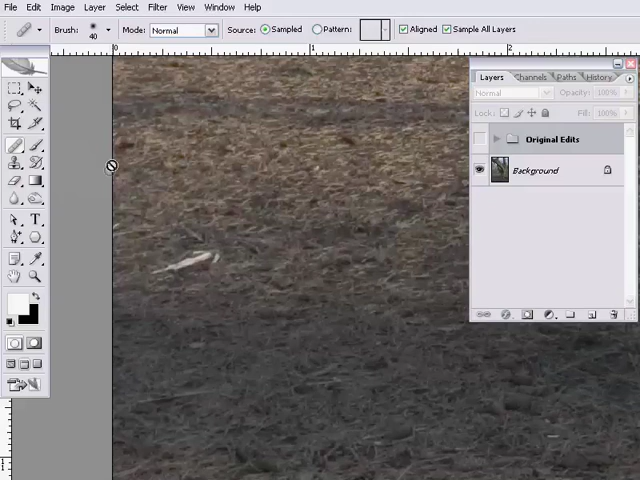 File Edit Image Layer Select Filter View Window Help
Brush: 40 Mode: Normal Source: Sampled Pattern: Aligned Sample All Layers
0 1 2
Layers Channels Paths History
Normal Opacity: 100%
Lock: Fill: 100%
Original Edits
Background